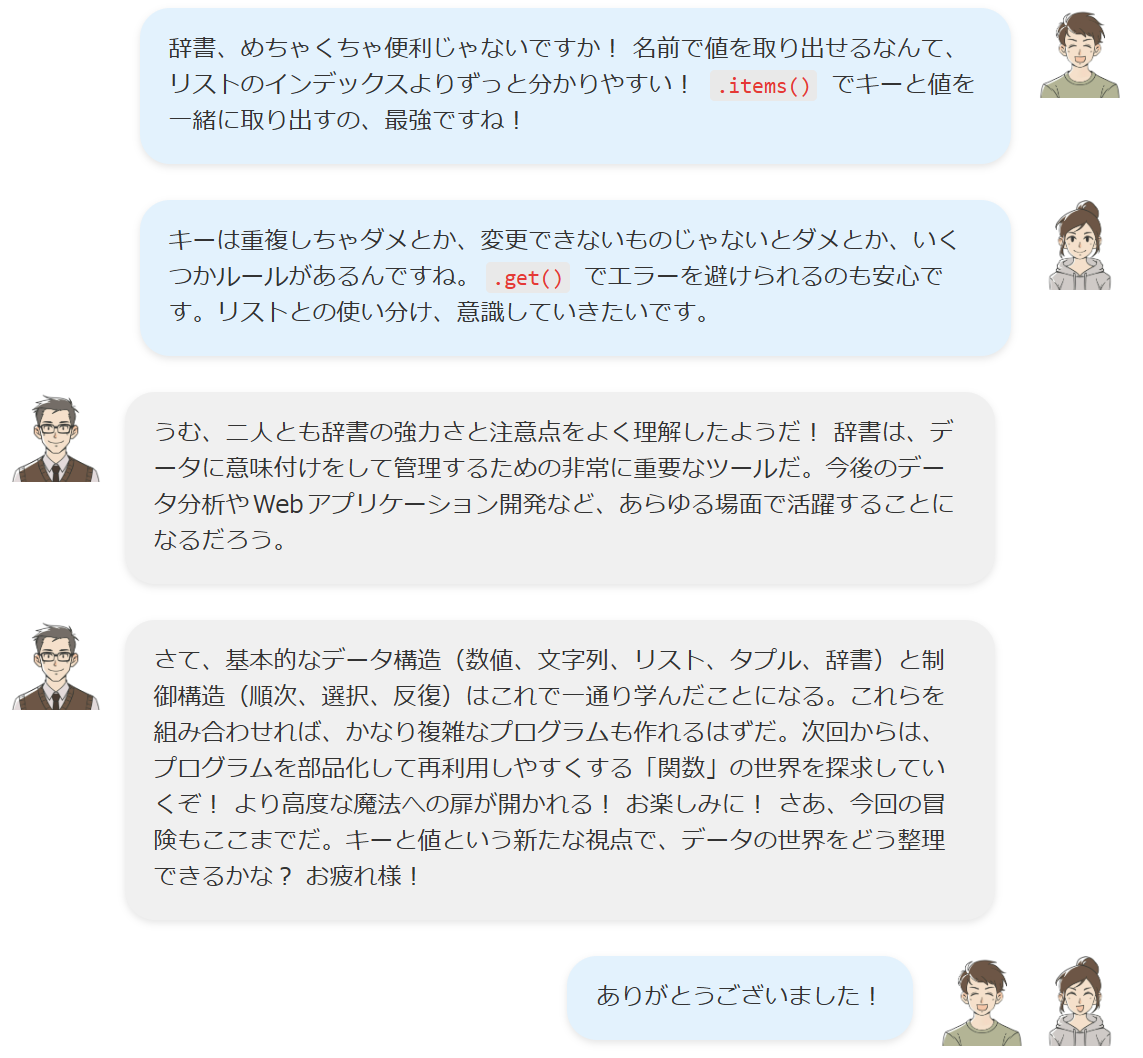 辞書、めちゃくちゃ便利じゃないですか！ 名前で値を取り出せるなんて、
リストのインデックスよりずっと分かりやすい！ .items() でキーと値を
一緒に取り出すの、最強ですね！
キーは重複しちゃダメとか、変更できないものじゃないとダメとか、いく
つかルールがあるんですね。 .get() でエラーを避けられるのも安心で
す。リストとの使い分け、意識していきたいです。
うむ、二人とも辞書の強力さと注意点をよく理解したようだ！ 辞書は、デ
ータに意味付けをして管理するための非常に重要なツールだ。今後のデー
タ分析やWebアプリケーション開発など、あらゆる場面で活躍することに
なるだろう。
さて、基本的なデータ構造（数値、文字列、リスト、タプル、辞書）と制
御構造（順次、選択、反復）はこれで一通り学んだことになる。これらを
組み合わせれば、かなり複雑なプログラムも作れるはずだ。次回からは、
プログラムを部品化して再利用しやすくする「関数」の世界を探求してい
くぞ！ より高度な魔法への扉が開かれる！ お楽しみに！ さあ、今回の冒
険もここまでだ。キーと値という新たな視点で、データの世界をどう整理
できるかな？ お疲れ様！
ありがとうございました！